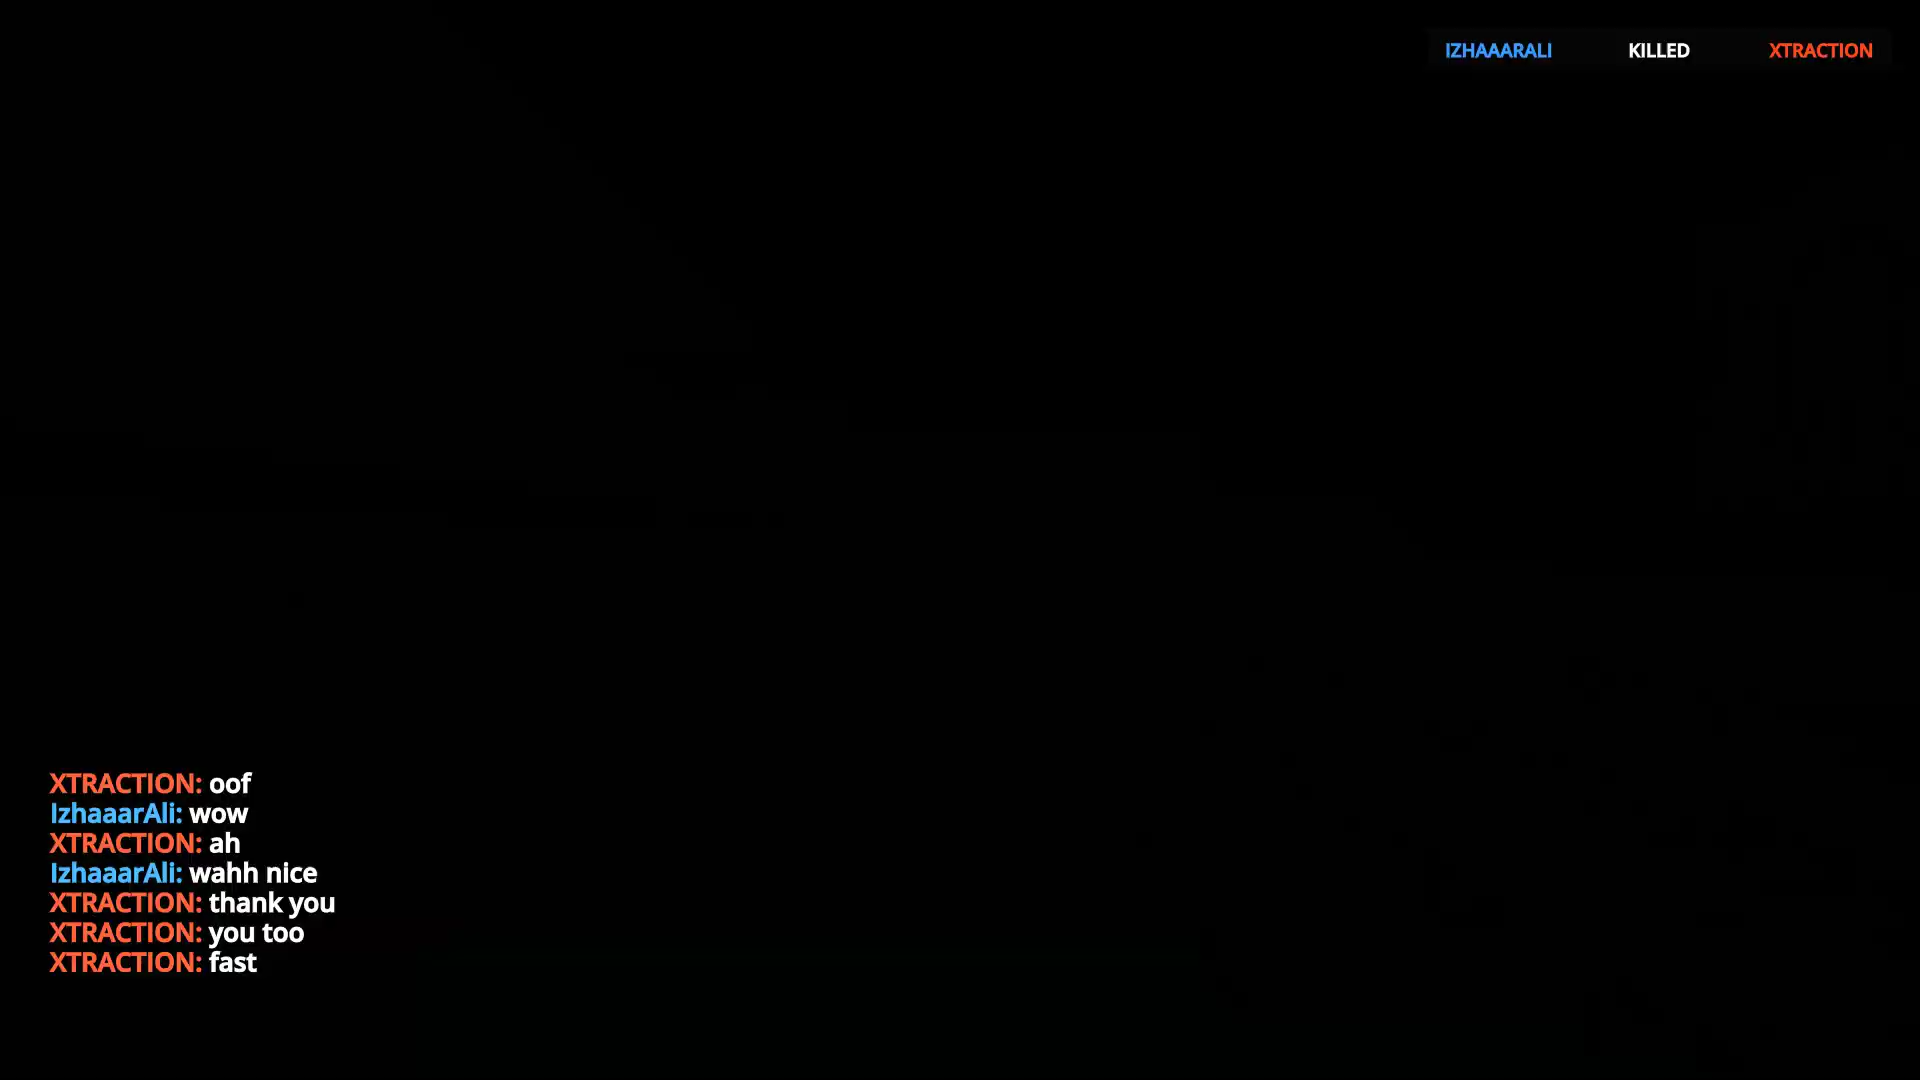 IZHAAARALI KILLED XTRACTION
XTRACTION: oof
IzhaaarAli: wow
XTRACTION: ah
IzhaaarAli: wahh nice
XTRACTION: thank you
XTRACTION: you too
XTRACTION: fast